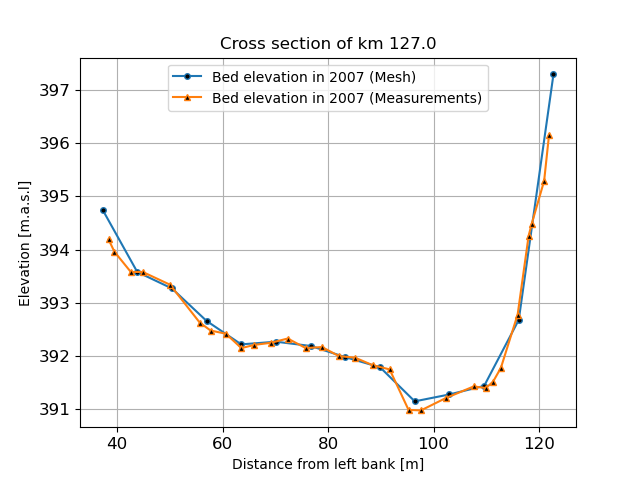 Cross section of km 127.0
Bed elevation in 2007 (Mesh)
Bed elevation in 2007 (Measurements)
Elevation [m.a.s.l]
397
396
395
394
393
392
391
40 60 80 100 120
Distance from left bank [m]